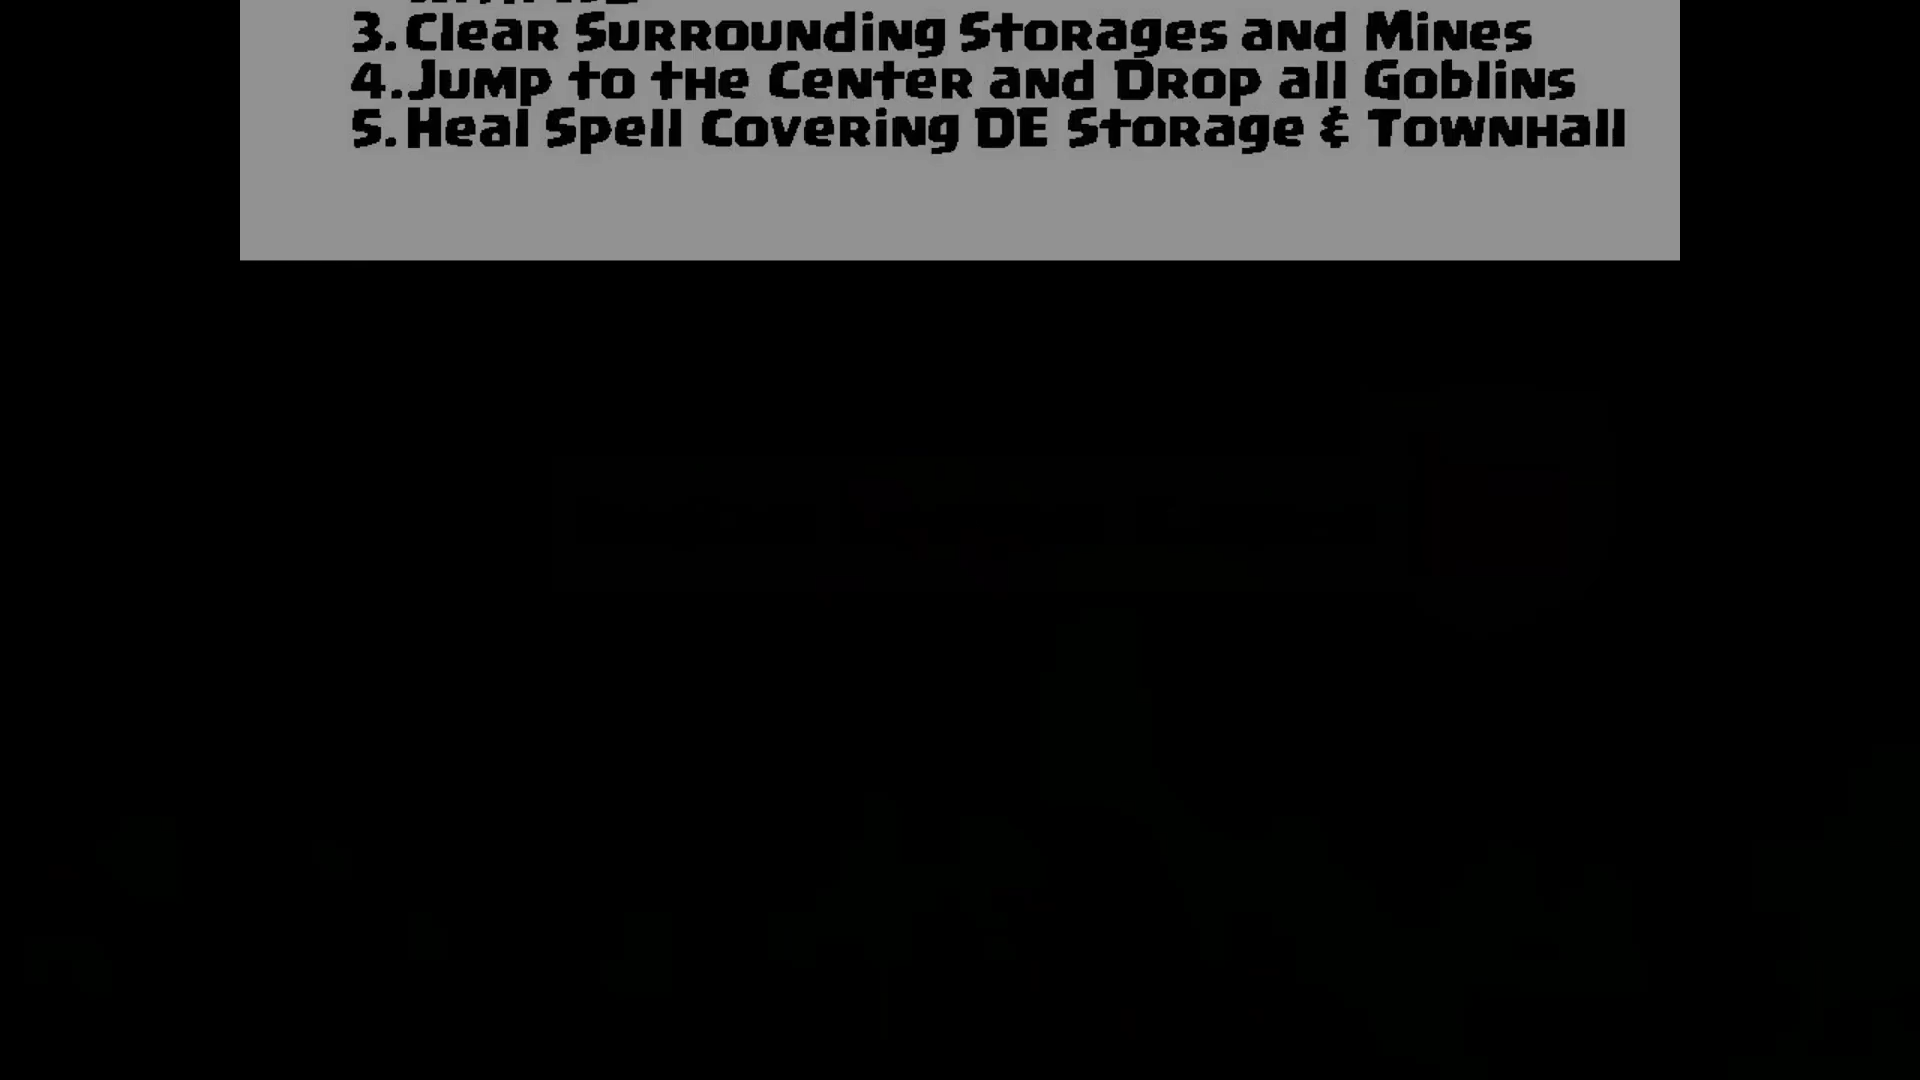 3. Clear Surrounding Storages and Mines
4. Jump to the Center and Drop all Goblins
5. Heal Spell Covering DE Storage & Townhall